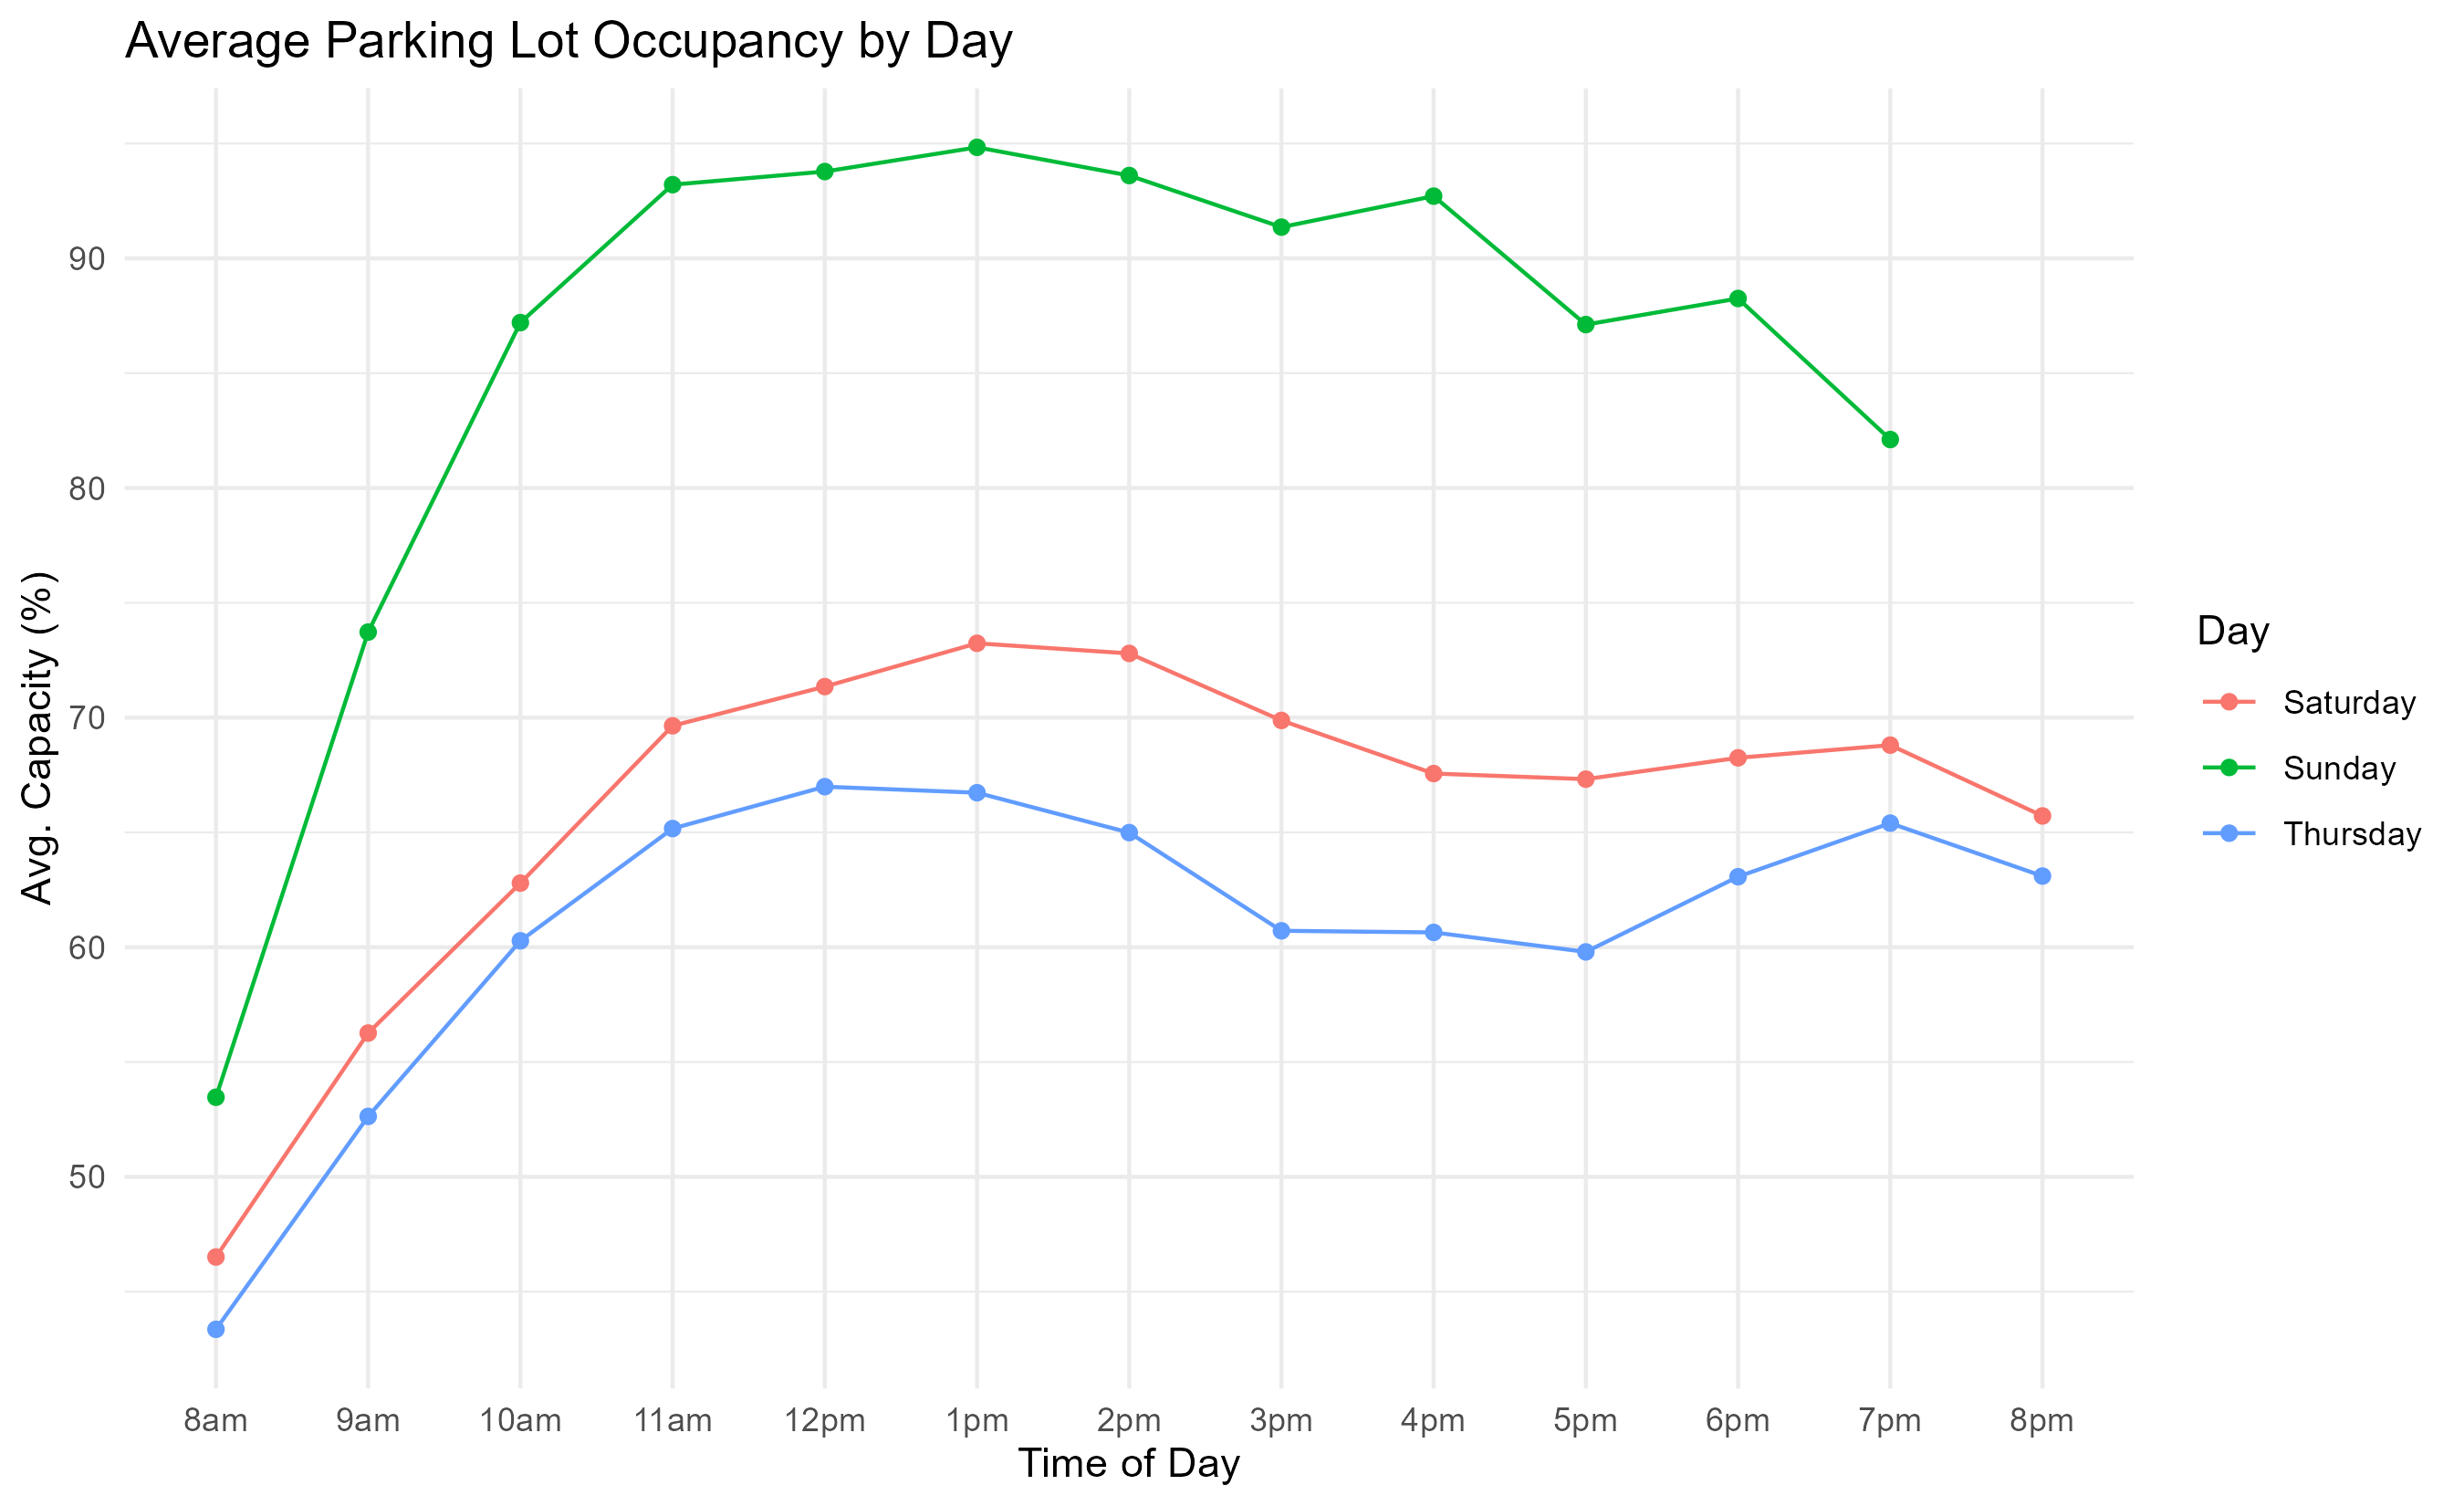 Average Parking Lot Occupancy by Day
Avg. Capacity (%)
90
80
70
60
50
8am 9am 10am 11am 12pm 1pm 2pm 3pm 4pm 5pm 6pm 7pm 8pm
Time of Day
Day
Saturday
Sunday
Thursday